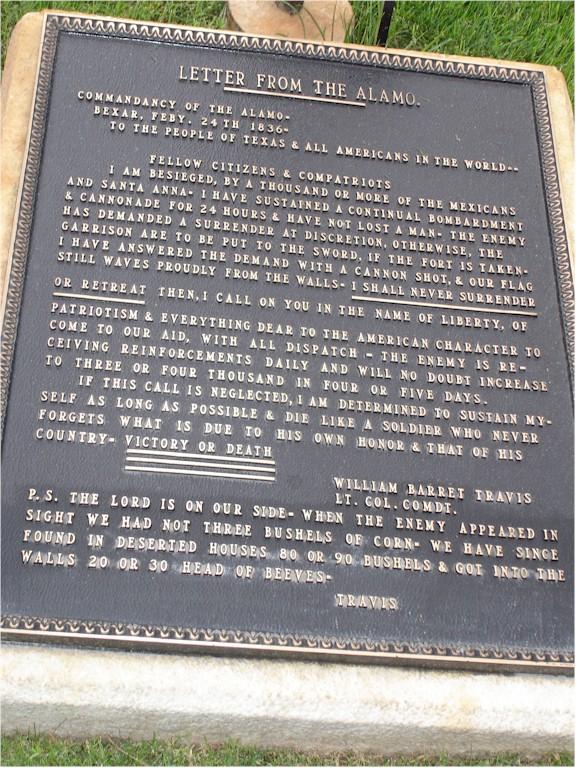 LETTER FROM THE ALAMO.
COMMANDANCY OF THE ALAMO-
BEXAR, FEBY. 24TH 1836-
TO THE PEOPLE OF TEXAS & ALL AMERICANS IN THE WORLD--
FELLOW CITIZENS & COMPATRIOTS
I AM BESIEGED, BY A THOUSAND OR MORE OF THE MEXICANS
AND SANTA ANNA- I HAVE SUSTAINED A CONTINUAL BOMBARDMENT
& CANNONADE FOR 24 HOURS & HAVE NOT LOST A MAN- THE ENEMY
HAS DEMANDED A SURRENDER AT DISCRETION, OTHERWISE, THE
GARRISON ARE TO BE PUT TO THE SWORD, IF THE FORT IS TAKEN-
I HAVE ANSWERED THE DEMAND WITH A CANNON SHOT, & OUR FLAG
STILL WAVES PROUDLY FROM THE WALLS- I SHALL NEVER SURRENDER
OR RETREAT THEN, I CALL ON YOU IN THE NAME OF LIBERTY, OF
PATRIOTISM & EVERYTHING DEAR TO THE AMERICAN CHARACTER TO
COME TO OUR AID, WITH ALL DISPATCH - THE ENEMY IS RE-
CEIVING REINFORCEMENTS DAILY AND WILL NO DOUBT INCREASE
TO THREE OR FOUR THOUSAND IN FOUR OR FIVE DAYS.
IF THIS CALL IS NEGLECTED, I AM DETERMINED TO SUSTAIN MY-
SELF AS LONG AS POSSIBLE & DIE LIKE A SOLDIER WHO NEVER
FORGETS WHAT IS DUE TO HIS OWN HONOR & THAT OF HIS
COUNTRY- VICTORY OR DEATH
WILLIAM BARRET TRAVIS
LT. COL. COMDT.
P.S. THE LORD IS ON OUR SIDE- WHEN THE ENEMY APPEARED IN
SIGHT WE HAD NOT THREE BUSHELS OF CORN- WE HAVE SINCE
FOUND IN DESERTED HOUSES 80 OR 90 BUSHELS & GOT INTO THE
WALLS 20 OR 30 HEAD OF BEEVES-
TRAVIS